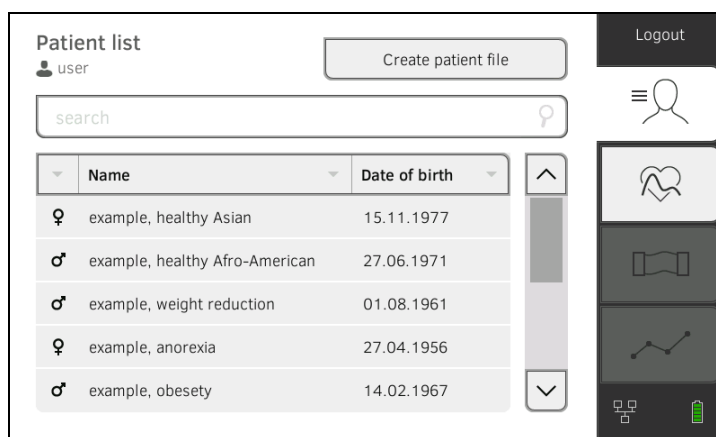 Patient list
user
Create patient file
Logout
search
Name Date of birth
example, healthy Asian 15.11.1977
example, healthy Afro-American 27.06.1971
example, weight reduction 01.08.1961
example, anorexia 27.04.1956
example, obesety 14.02.1967